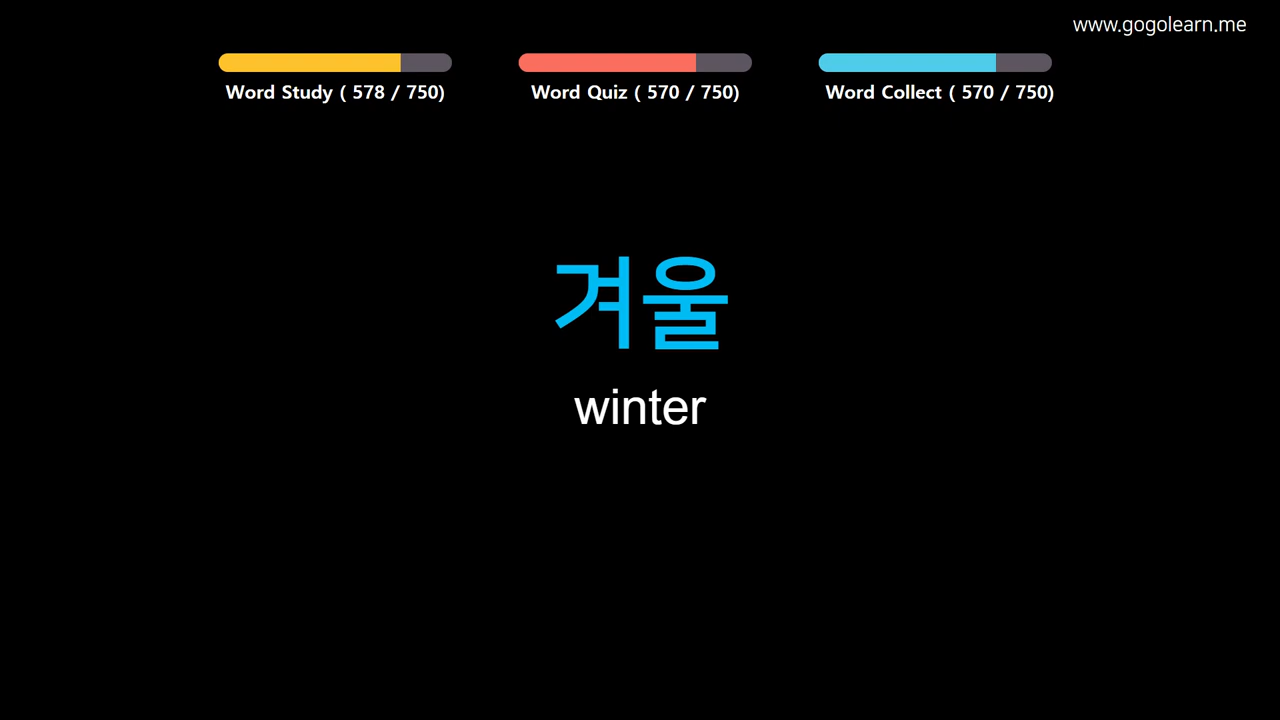 www.gogolearn.me
Word Study ( 578 / 750)
Word Quiz ( 570 / 750)
Word Collect ( 570 / 750)
겨울
winter